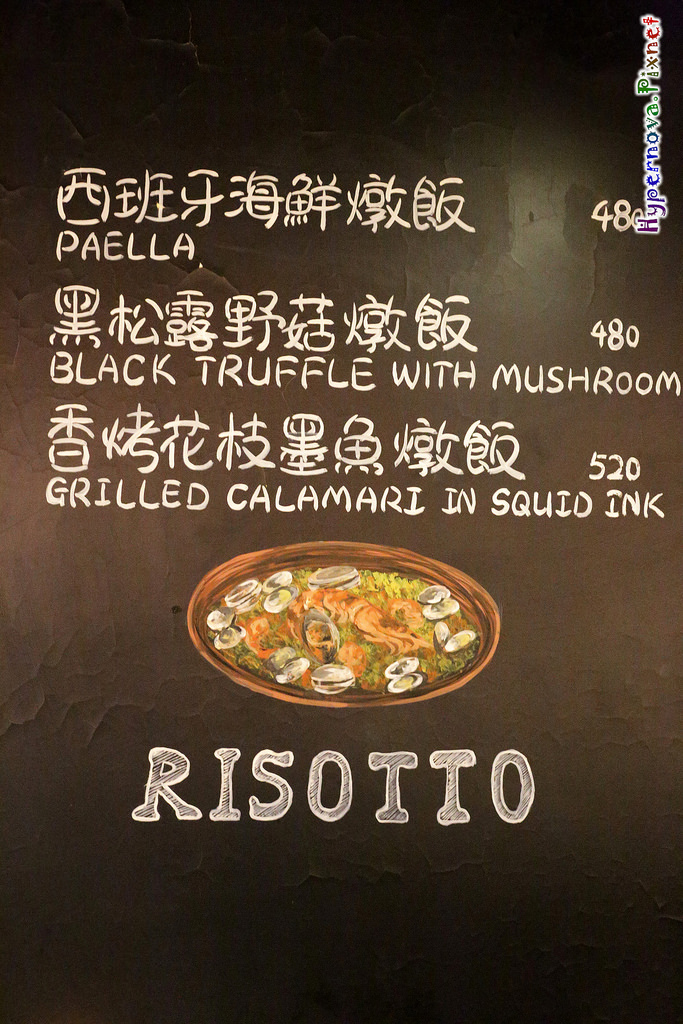 西班牙海鮮燉飯 480
PAELLA
黑松露野菇燉飯 480
BLACK TRUFFLE WITH MUSHROOM
香烤花枝墨魚燉飯 520
GRILLED CALAMARI IN SQUID INK
RISOTTO
Hypernova.Pixnet